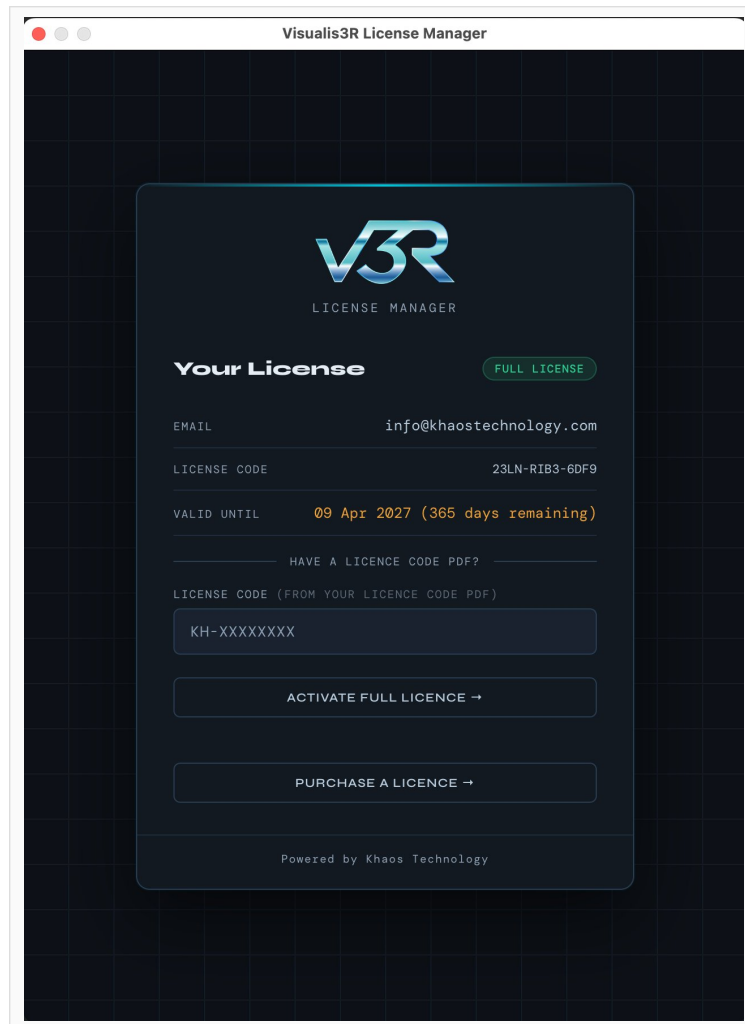 Visualis3R License Manager
V3R
LICENSE MANAGER
Your License
FULL LICENSE
EMAIL
info@khaostechnology.com
LICENSE CODE
23LN-RIB3-6DF9
VALID UNTIL
09 Apr 2027 (365 days remaining)
HAVE A LICENCE CODE PDF?
LICENSE CODE (FROM YOUR LICENCE CODE PDF)
KH-XXXXXXXX
ACTIVATE FULL LICENCE →
PURCHASE A LICENCE →
Powered by Khaos Technology